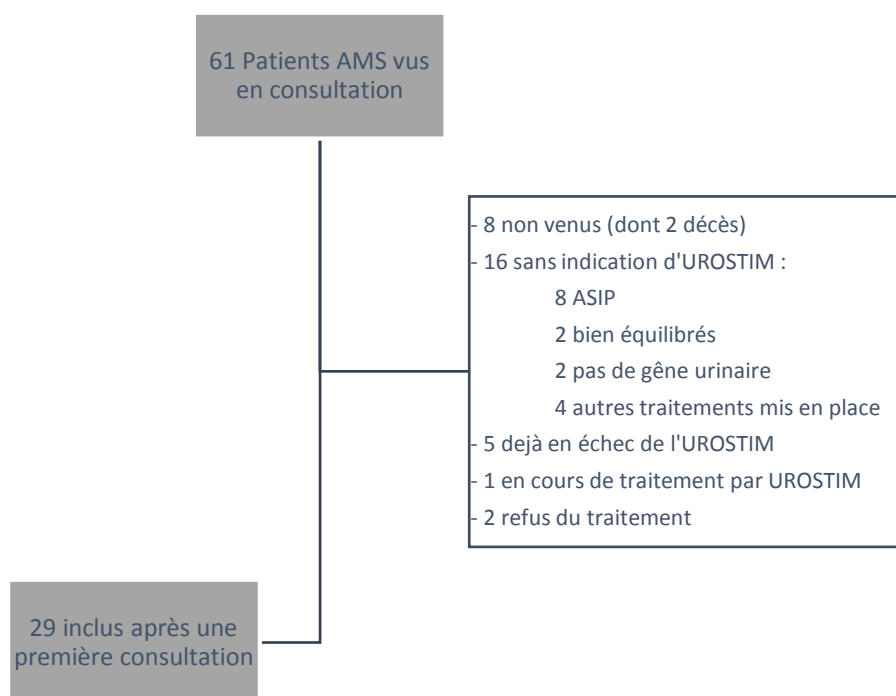 61 Patients AMS vus
en consultation
- 8 non venus (dont 2 décès)
- 16 sans indication d'UROSTIM :
8 ASIP
2 bien équilibrés
2 pas de gêne urinaire
4 autres traitements mis en place
- 5 dejà en échec de l'UROSTIM
- 1 en cours de traitement par UROSTIM
- 2 refus du traitement
29 inclus après une
première consultation